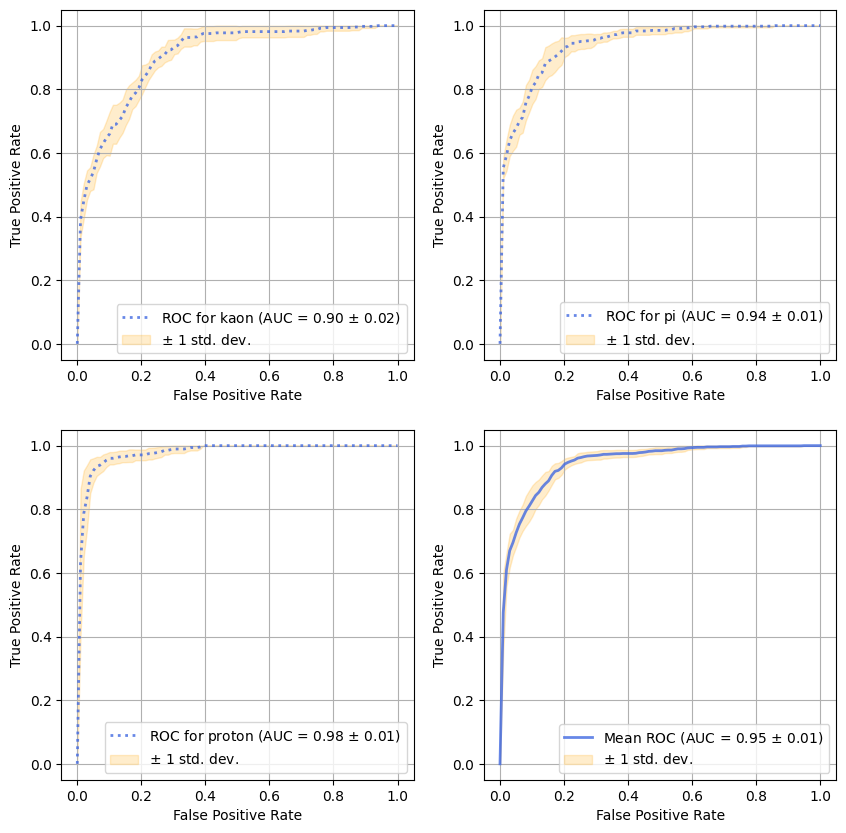 1.0
0.8
0.6
0.4
0.2
0.0
True Positive Rate
ROC for kaon (AUC = 0.90 ± 0.02)
± 1 std. dev.
0.0 0.2 0.4 0.6 0.8 1.0
False Positive Rate
1.0
0.8
0.6
0.4
0.2
0.0
True Positive Rate
ROC for pi (AUC = 0.94 ± 0.01)
± 1 std. dev.
0.0 0.2 0.4 0.6 0.8 1.0
False Positive Rate
1.0
0.8
0.6
0.4
0.2
0.0
True Positive Rate
ROC for proton (AUC = 0.98 ± 0.01)
± 1 std. dev.
0.0 0.2 0.4 0.6 0.8 1.0
False Positive Rate
1.0
0.8
0.6
0.4
0.2
0.0
True Positive Rate
Mean ROC (AUC = 0.95 ± 0.01)
± 1 std. dev.
0.0 0.2 0.4 0.6 0.8 1.0
False Positive Rate